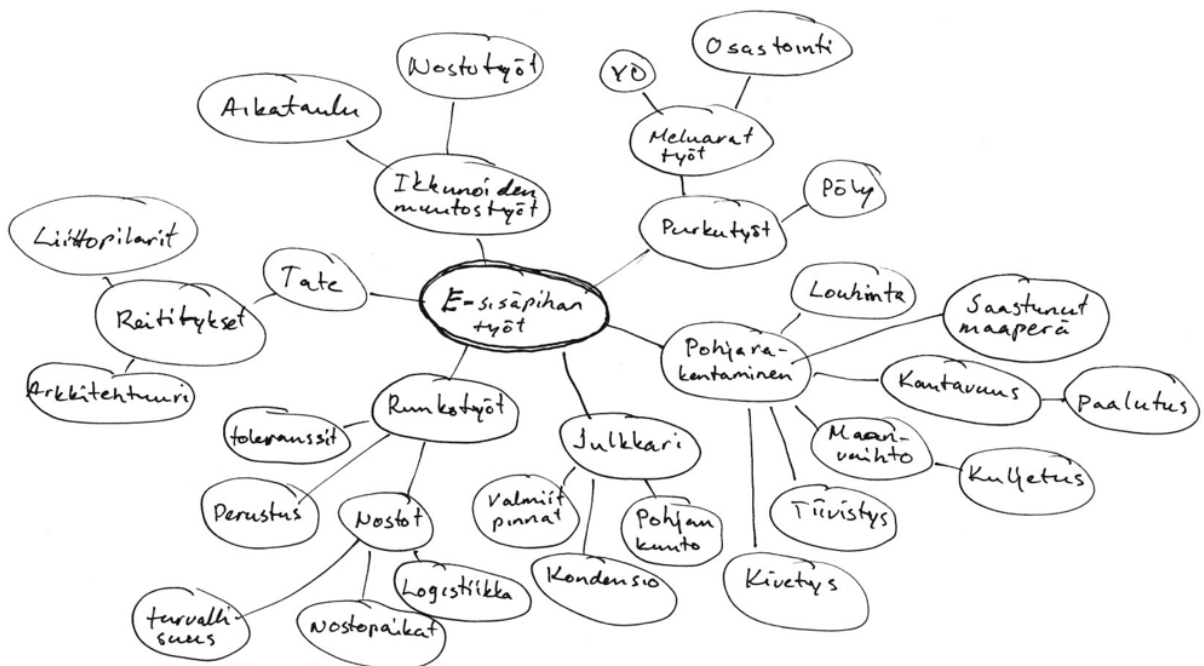 Osastointi
Nostotyöt
YÖ
Aikataulu
Meluavat
työt
Ikkunoiden
muutostyöt
Pöly
Liittopilarit
Purkutyöt
Tate
E-sisäpihan
työt
Louhinta
Saastunut
maaperä
Reititykset
Pohjara-
kentaminen
Arkkitehtuuri
Runkotyöt
Kantavuus
Paalutus
toleranssit
Julkkari
Maan-
vaihto
Kuljetus
Perustus
Nostot
Valmiit
pinnat
Pohjan
kunto
Tiivistys
Logistiikka
Kondensio
Kivetys
turvalli-
suus
Nostopaikat